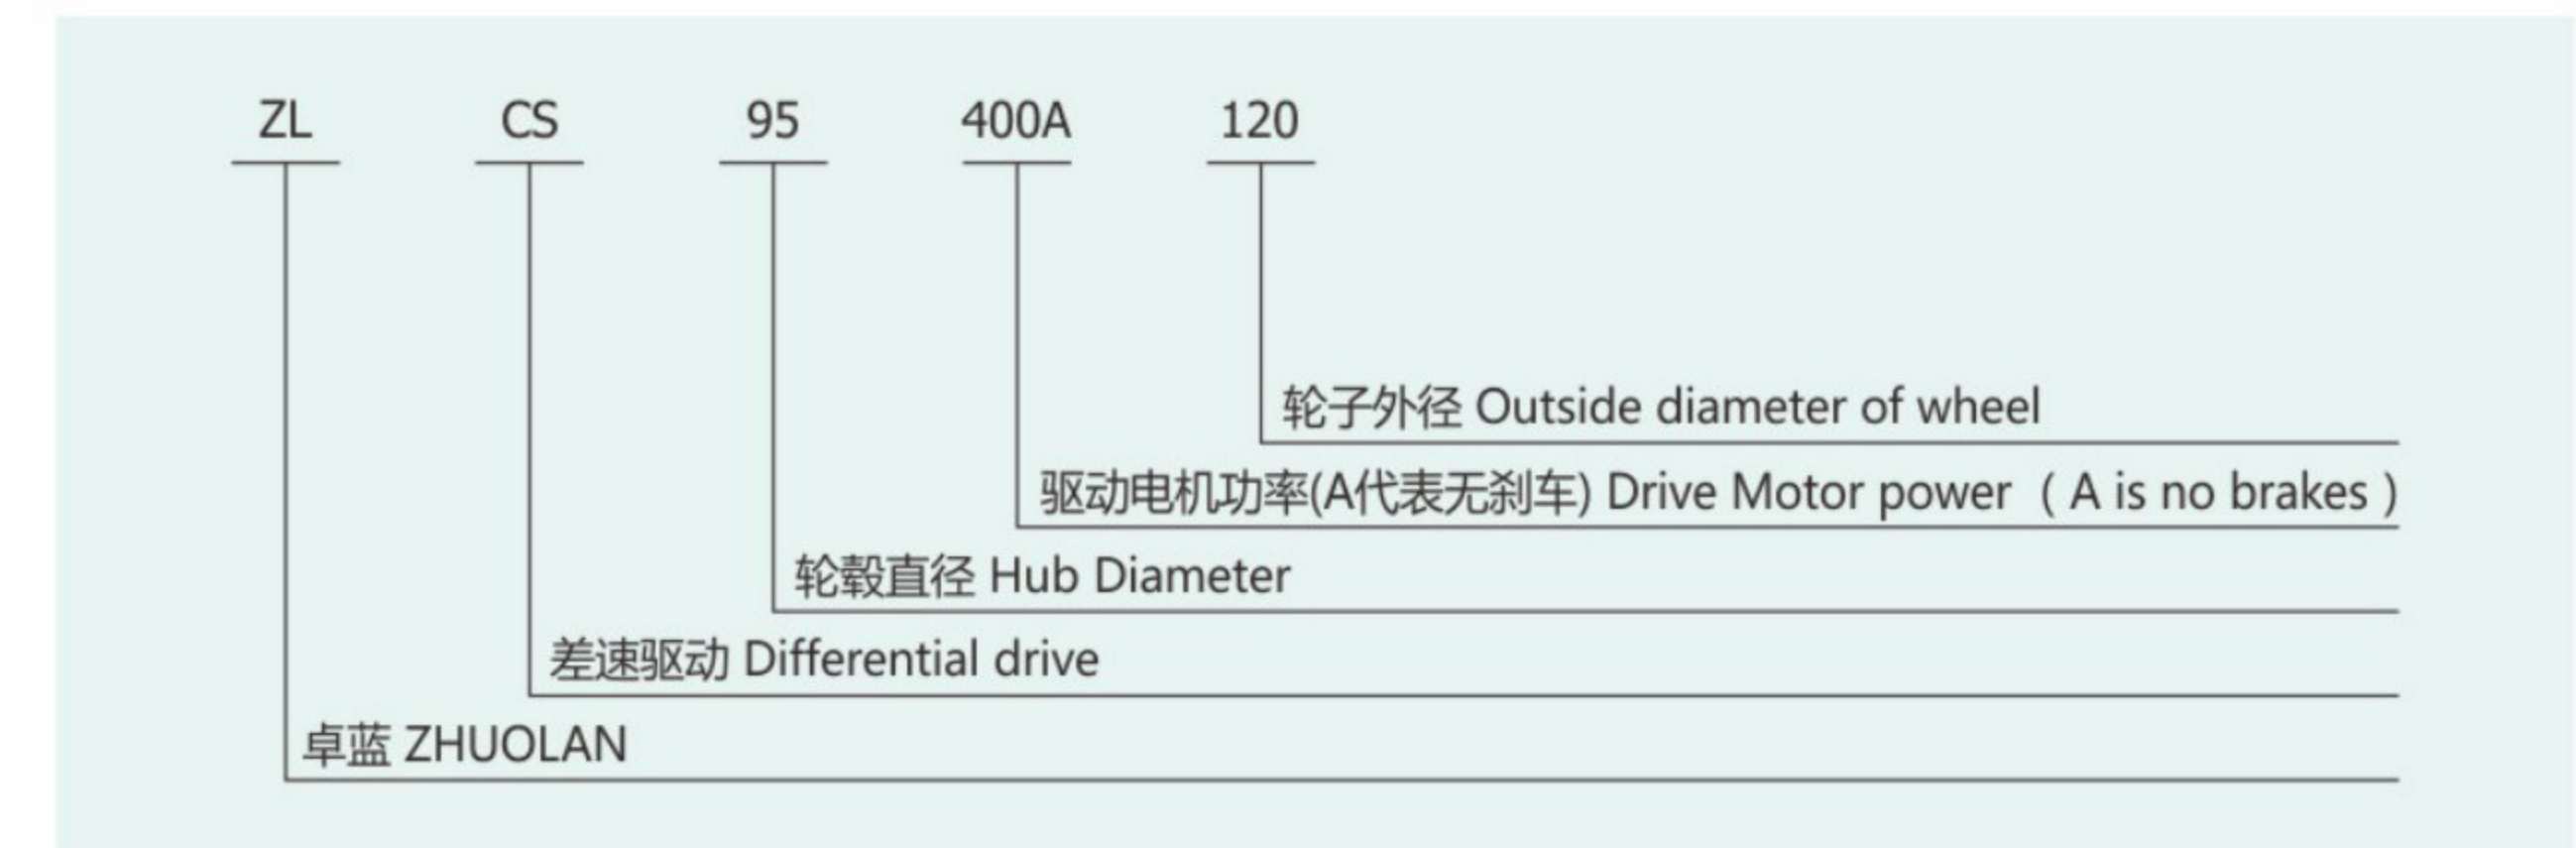 ZL CS 95 400A 120
轮子外径 Outside diameter of wheel
驱动电机功率(A代表无刹车) Drive Motor power ( A is no brakes )
轮毂直径 Hub Diameter
差速驱动 Differential drive
卓蓝 ZHUOLAN